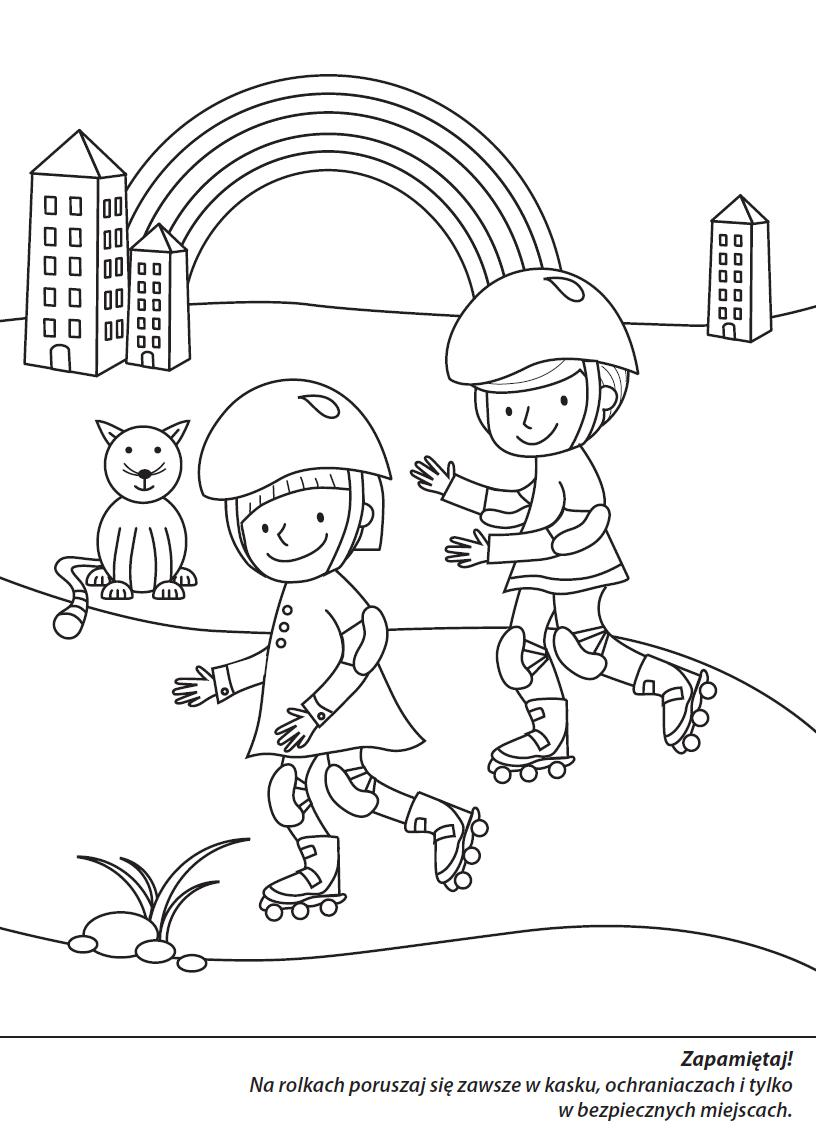 Zapamiętaj!
Na rolkach poruszaj się zawsze w kasku, ochraniaczach i tylko
w bezpiecznych miejscach.